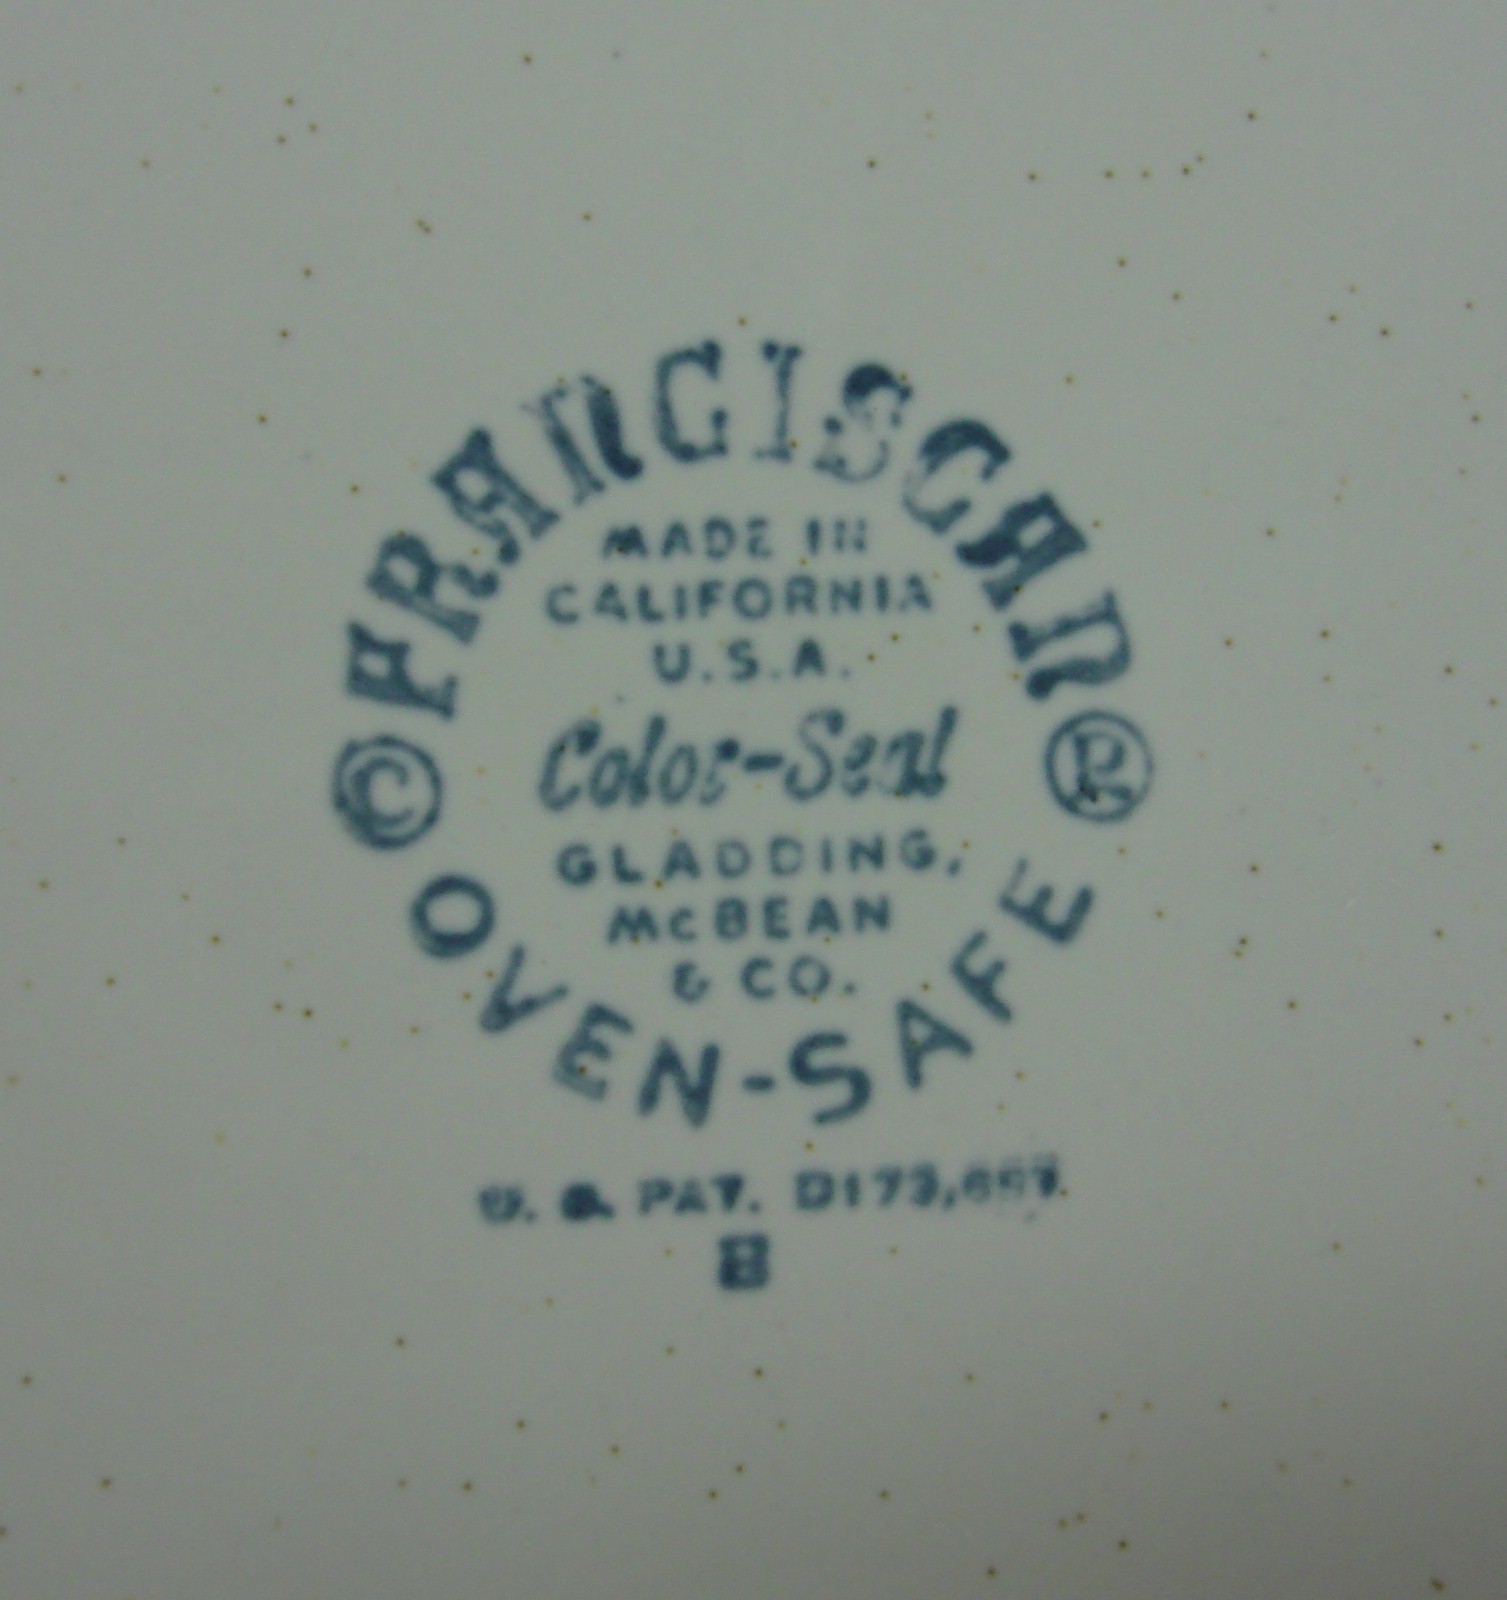 © FRANCISCAN ®
MADE IN
CALIFORNIA
U.S.A.
Color-Seal
GLADDING,
McBEAN
& CO.
OVEN-SAFE
U. S. PAT.